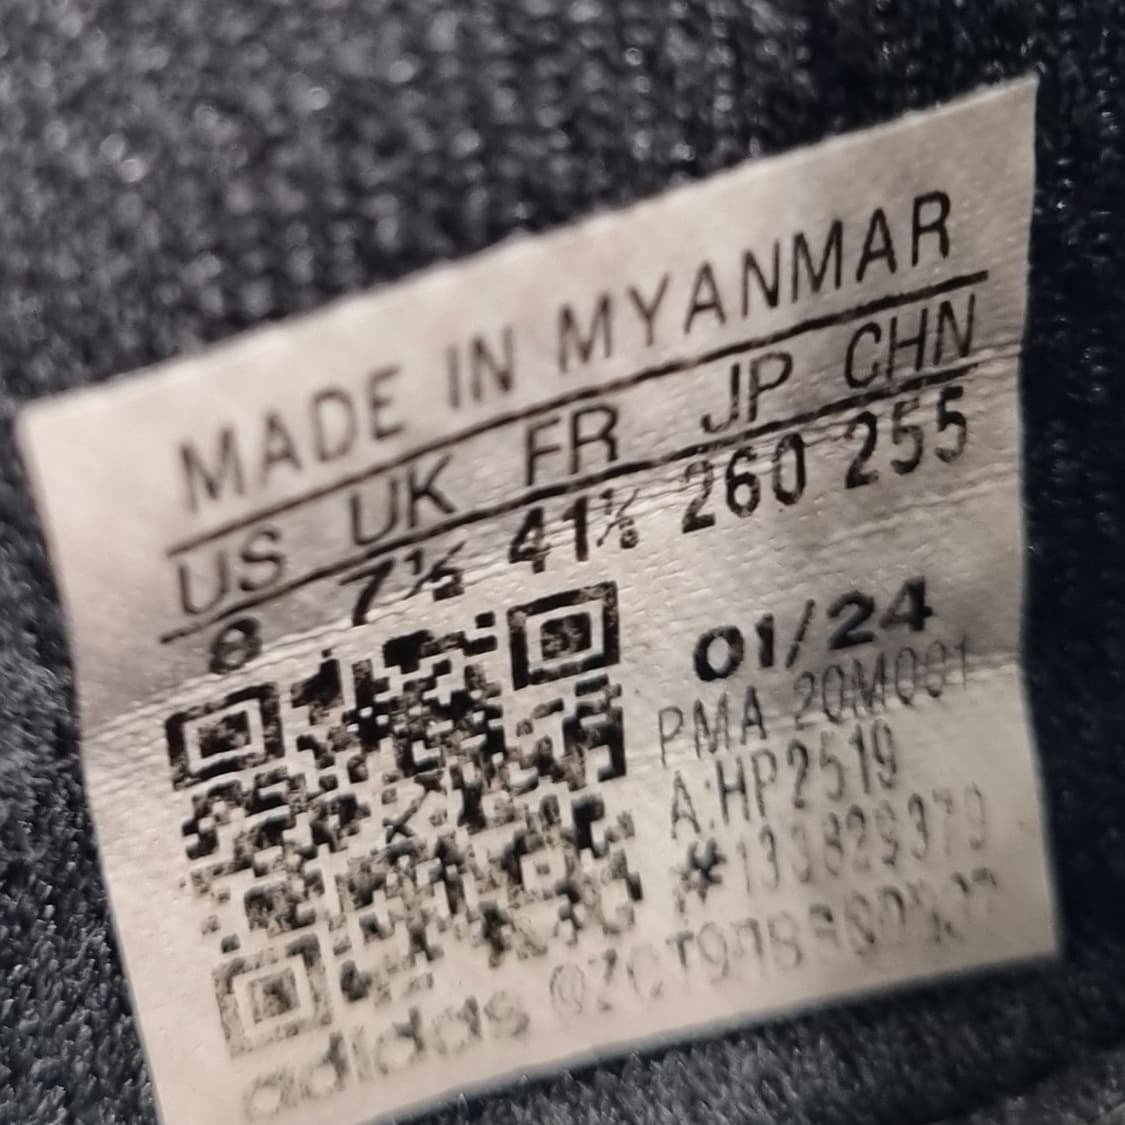 MADE IN MYANMAR
US UK FR JP CHN
8 7½ 41⅓ 260 255
01/24
PMA 20M001
A:HP2519
*133829379
adidas